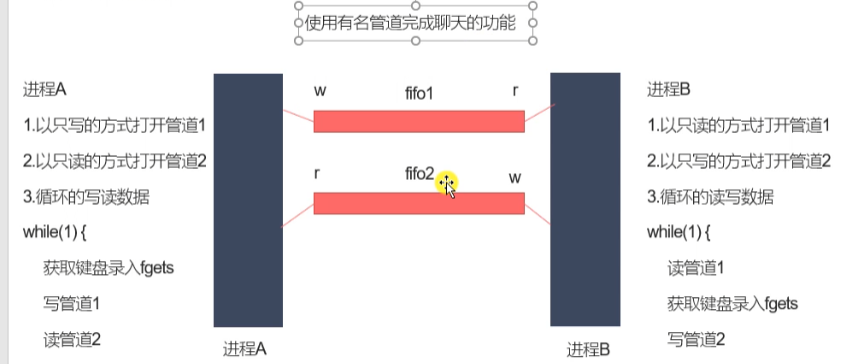 使用有名管道完成聊天的功能
进程A
1.以只写的方式打开管道1
2.以只读的方式打开管道2
3.循环的写读数据
while(1) {
获取键盘录入fgets
写管道1
读管道2
w
fifo1
r
r
fifo2
w
进程A
进程B
进程B
1.以只读的方式打开管道1
2.以只写的方式打开管道2
3.循环的读写数据
while(1) {
读管道1
获取键盘录入fgets
写管道2